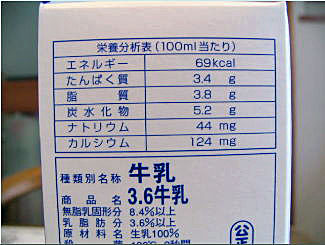 栄養分析表(100ml当たり)
エネルギー 69kcal
たんぱく質 3.4 g
脂質 3.8 g
炭水化物 5.2 g
ナトリウム 44 mg
カルシウム 124 mg
種類別名称 牛乳
商品名 3.6牛乳
無脂乳固形分 8.4%以上
乳脂肪分 3.6%以上
原材料名 生乳100%
公正